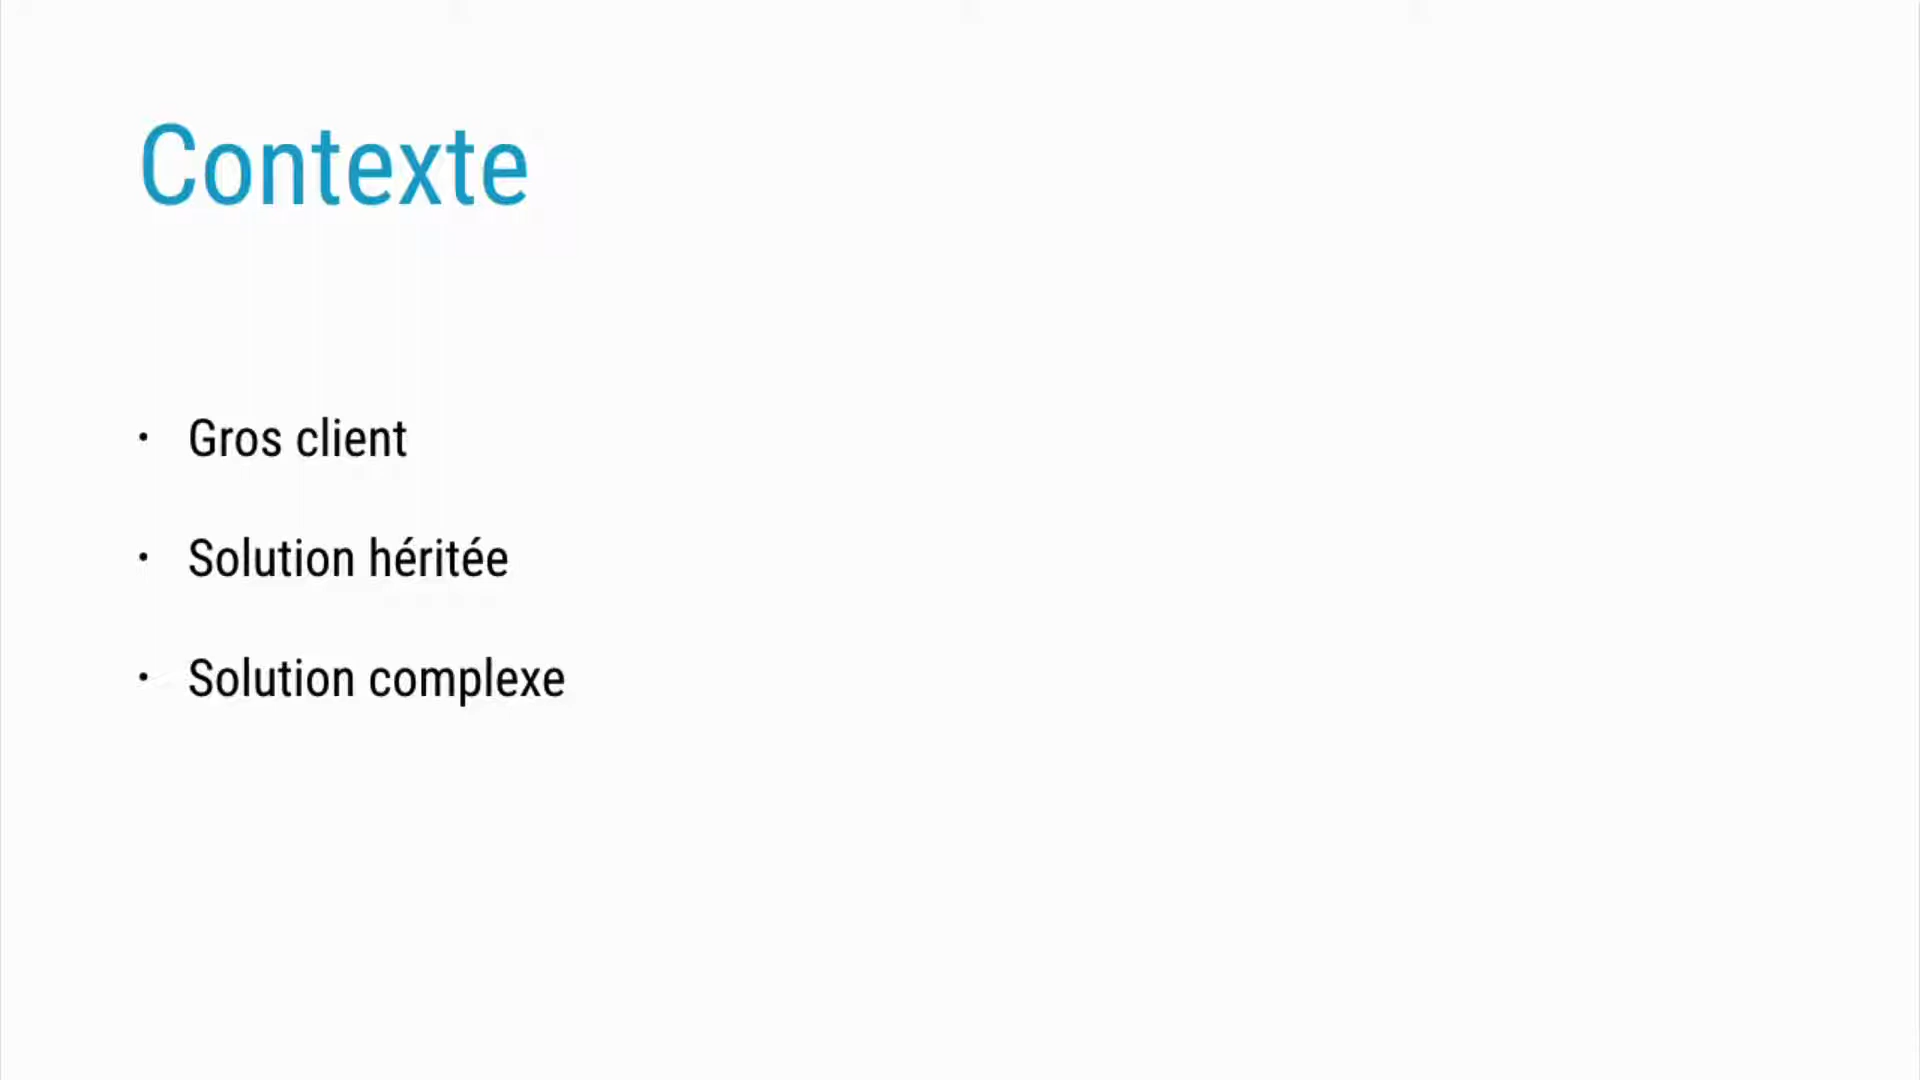 Contexte
• Gros client
• Solution héritée
• Solution complexe